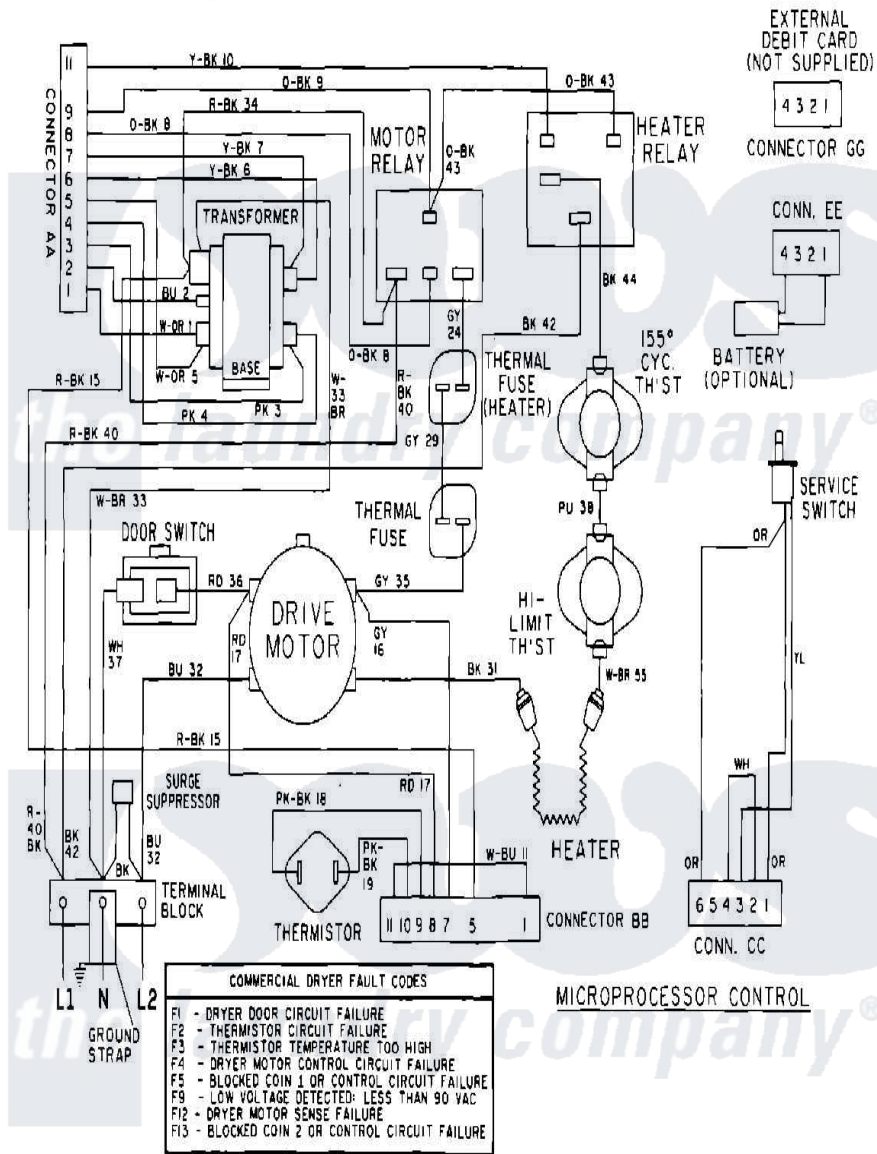 EXTERNAL
DEBIT CARD
(NOT SUPPLIED)
4 3 2 1
CONNECTOR GG
CONN. EE
4 3 2 1
BATTERY
(OPTIONAL)
CONNECTOR AA
11
9
8
7
6
5
4
3
2
1
Y-BK 10
O-BK 9
R-BK 34
O-BK 8
Y-BK 7
Y-BK 6
O-BK 43
O-BK
43
MOTOR
RELAY
HEATER
RELAY
TRANSFORMER
BASE
BU 2
W-OR 1
W-OR 5
R-BK 15
PK 4
PK 3
W-
33
BR
O-BK 8
R-
BK
40
GY
24
BK 42
BK 44
THERMAL
FUSE
(HEATER)
155°
CYC.
TH'ST
R-BK 40
GY 29
W-BR 33
THERMAL
FUSE
PU 38
SERVICE
SWITCH
OR
YL
WH
OR
OR
DOOR SWITCH
RD 36
DRIVE
MOTOR
GY 35
GY
16
RD
17
HI-
LIMIT
TH'ST
WH
37
BU 32
BK 31
W-BR 55
R-BK 15
SURGE
SUPPRESSOR
PK-BK 18
RD 17
PK-
BK
19
W-BU 11
HEATER
R-
40
BK
BK
42
BK
BU
32
TERMINAL
BLOCK
THERMISTOR
11 10 9 8 7 5 1
CONNECTOR BB
6 5 4 3 2 1
CONN. CC
MICROPROCESSOR CONTROL
L1 N L2
GROUND
STRAP
COMMERCIAL DRYER FAULT CODES
F1 - DRYER DOOR CIRCUIT FAILURE
F2 - THERMISTOR CIRCUIT FAILURE
F3 - THERMISTOR TEMPERATURE TOO HIGH
F4 - DRYER MOTOR CONTROL CIRCUIT FAILURE
F5 - BLOCKED COIN 1 OR CONTROL CIRCUIT FAILURE
F9 - LOW VOLTAGE DETECTED: LESS THAN 90 VAC
F12 - DRYER MOTOR SENSE FAILURE
F13 - BLOCKED COIN 2 OR CONTROL CIRCUIT FAILURE
the laundry company®
the laundry company®